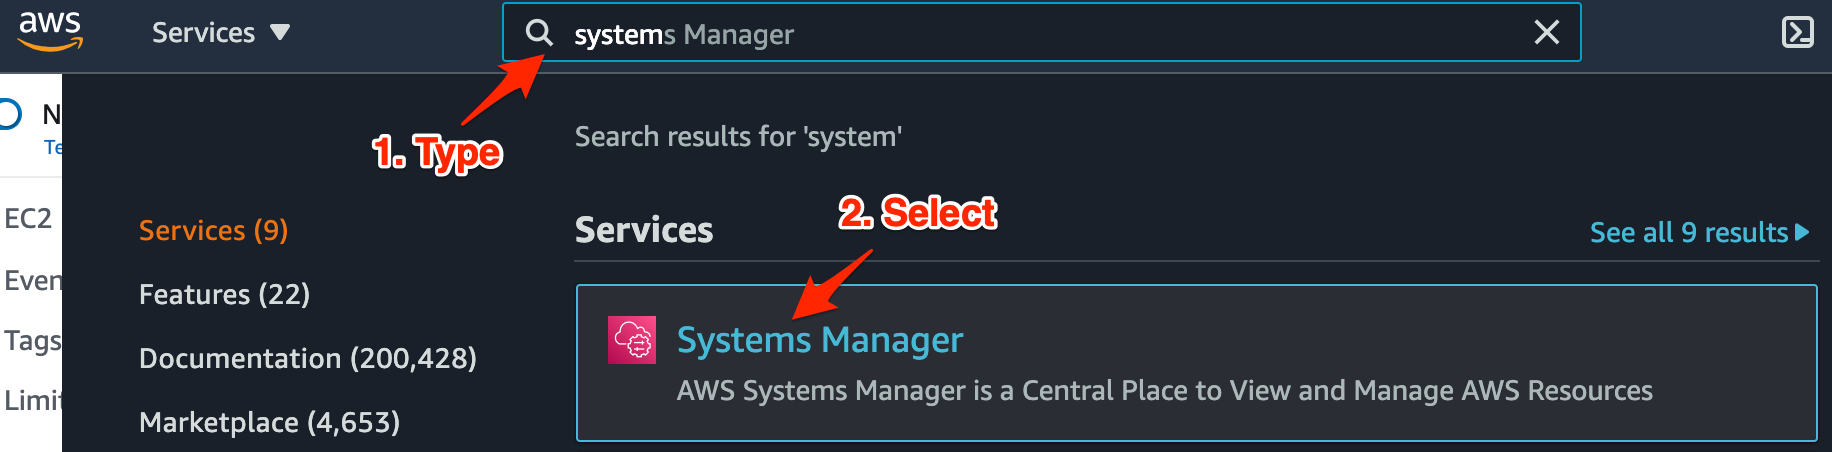 aws
Services
systems Manager
N
Te
1. Type
Search results for 'system'
2. Select
EC2
Services (9)
Services
See all 9 results
Even
Features (22)
Systems Manager
Tags
Documentation (200,428)
AWS Systems Manager is a Central Place to View and Manage AWS Resources
Limit
Marketplace (4,653)